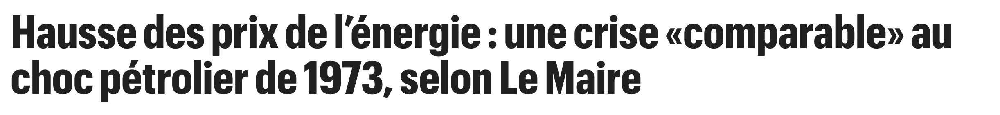 Hausse des prix de l’énergie : une crise «comparable» au
choc pétrolier de 1973, selon Le Maire